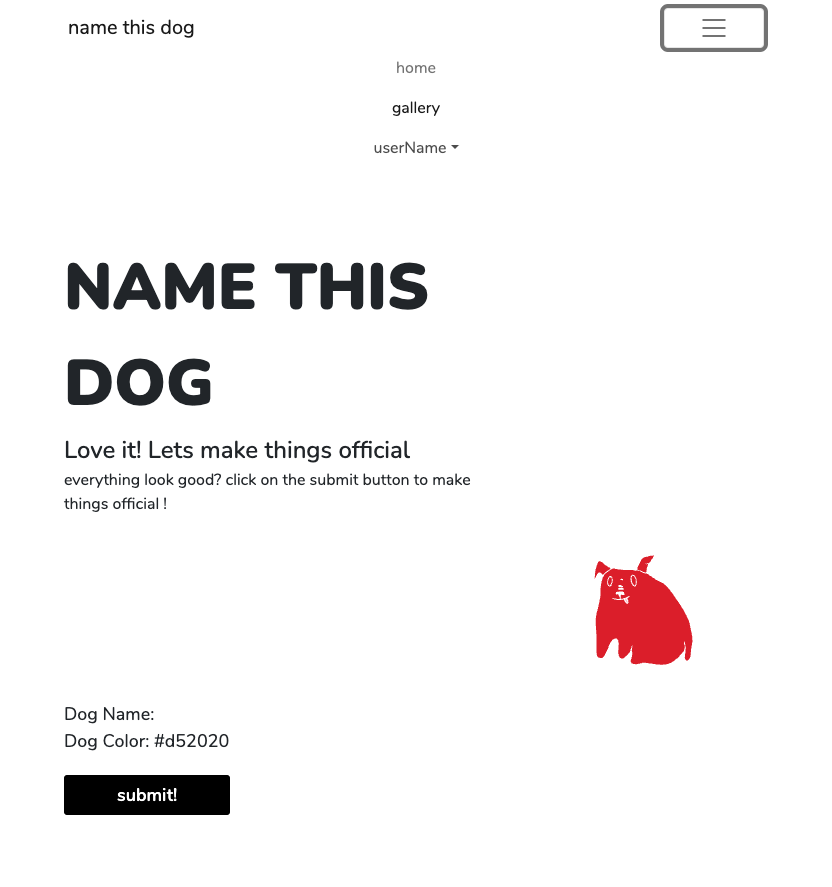 name this dog
home
gallery
userName
NAME THIS
DOG
Love it! Lets make things official
everything look good? click on the submit button to make
things official !
Dog Name:
Dog Color: #d52020
submit!